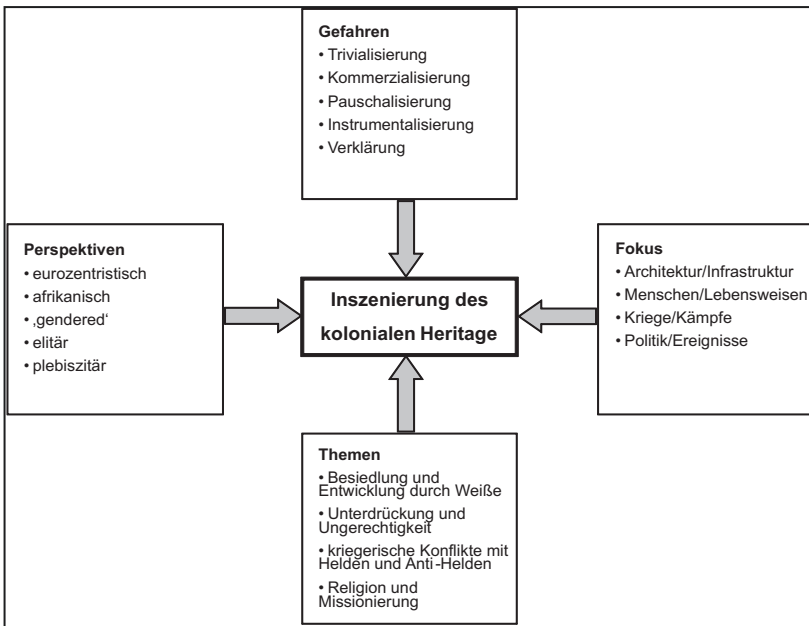 Gefahren
• Trivialisierung
• Kommerzialisierung
• Pauschalisierung
• Instrumentalisierung
• Verklärung
Perspektiven
• eurozentristisch
• afrikanisch
• ‚gendered‘
• elitär
• plebiszitär
Inszenierung des
kolonialen Heritage
Fokus
• Architektur/Infrastruktur
• Menschen/Lebensweisen
• Kriege/Kämpfe
• Politik/Ereignisse
Themen
• Besiedlung und
Entwicklung durch Weiße
• Unterdrückung und
Ungerechtigkeit
• kriegerische Konflikte mit
Helden und Anti-Helden
• Religion und
Missionierung